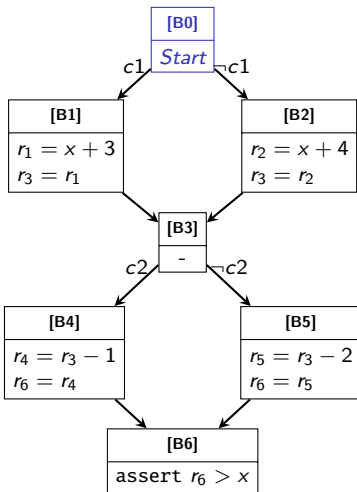 [B0]
Start
c1
¬c1
[B1]
r₁ = x + 3
r₃ = r₁
[B2]
r₂ = x + 4
r₃ = r₂
[B3]
-
c2
¬c2
[B4]
r₄ = r₃ − 1
r₆ = r₄
[B5]
r₅ = r₃ − 2
r₆ = r₅
[B6]
assert r₆ > x